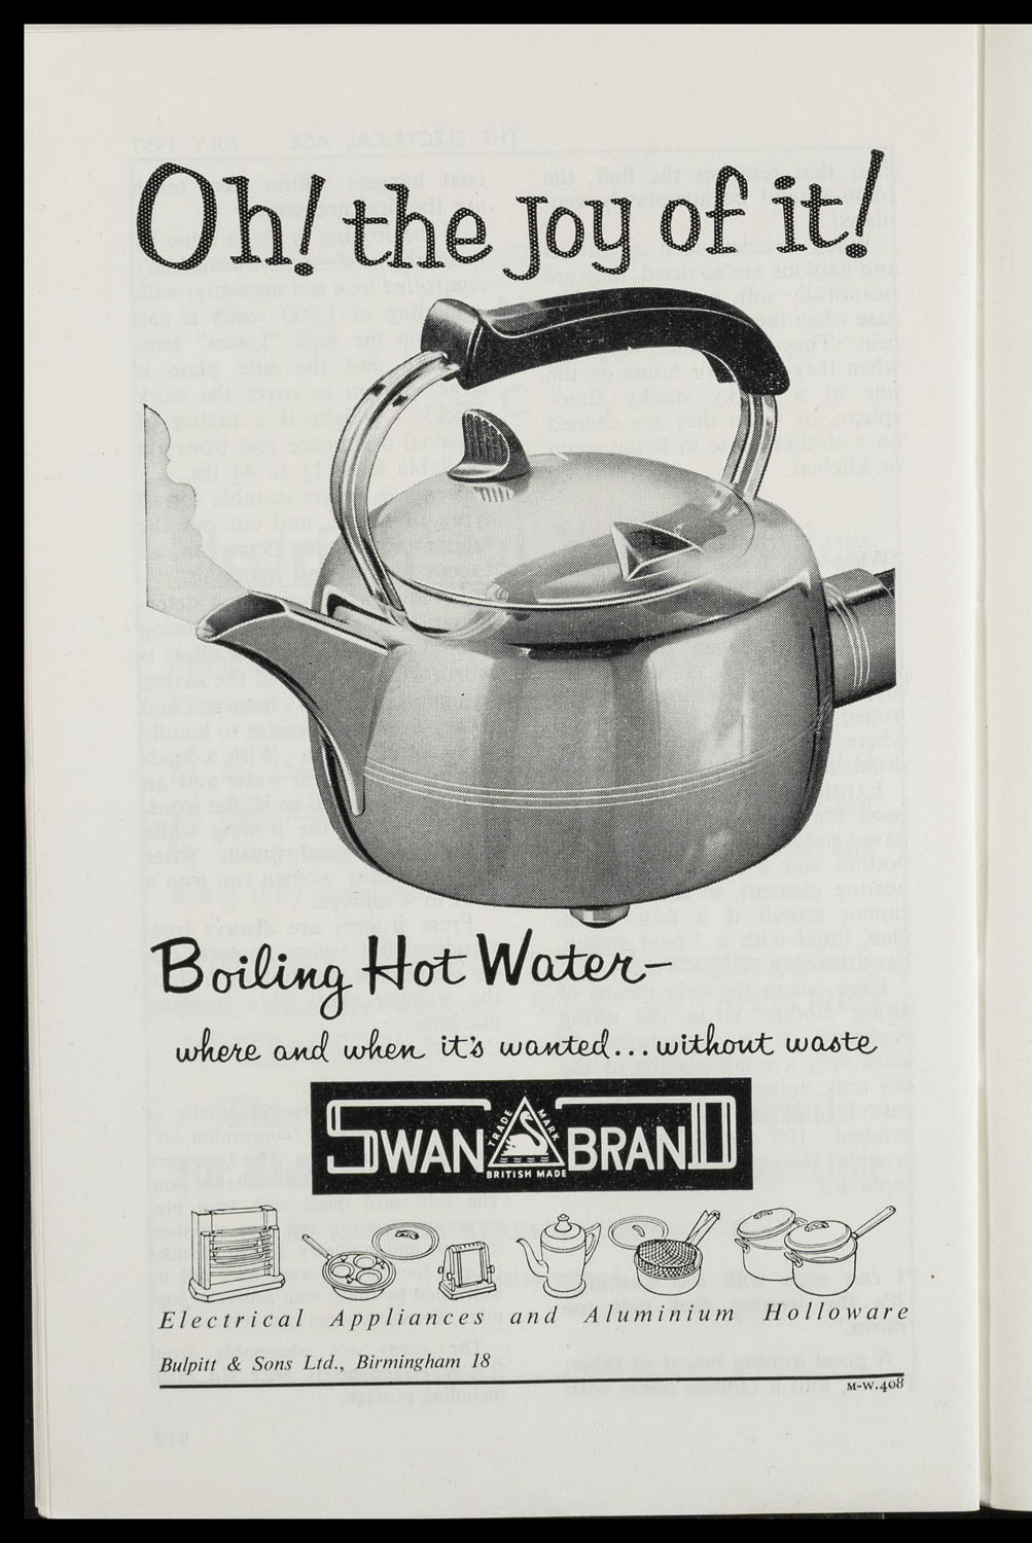 Oh! the joy of it!
Boiling Hot Water–
where and when it's wanted...without waste
SWAN BRAND
TRADE MARK
BRITISH MADE
Electrical Appliances and Aluminium Holloware
Bulpitt & Sons Ltd., Birmingham 18
M-W.408